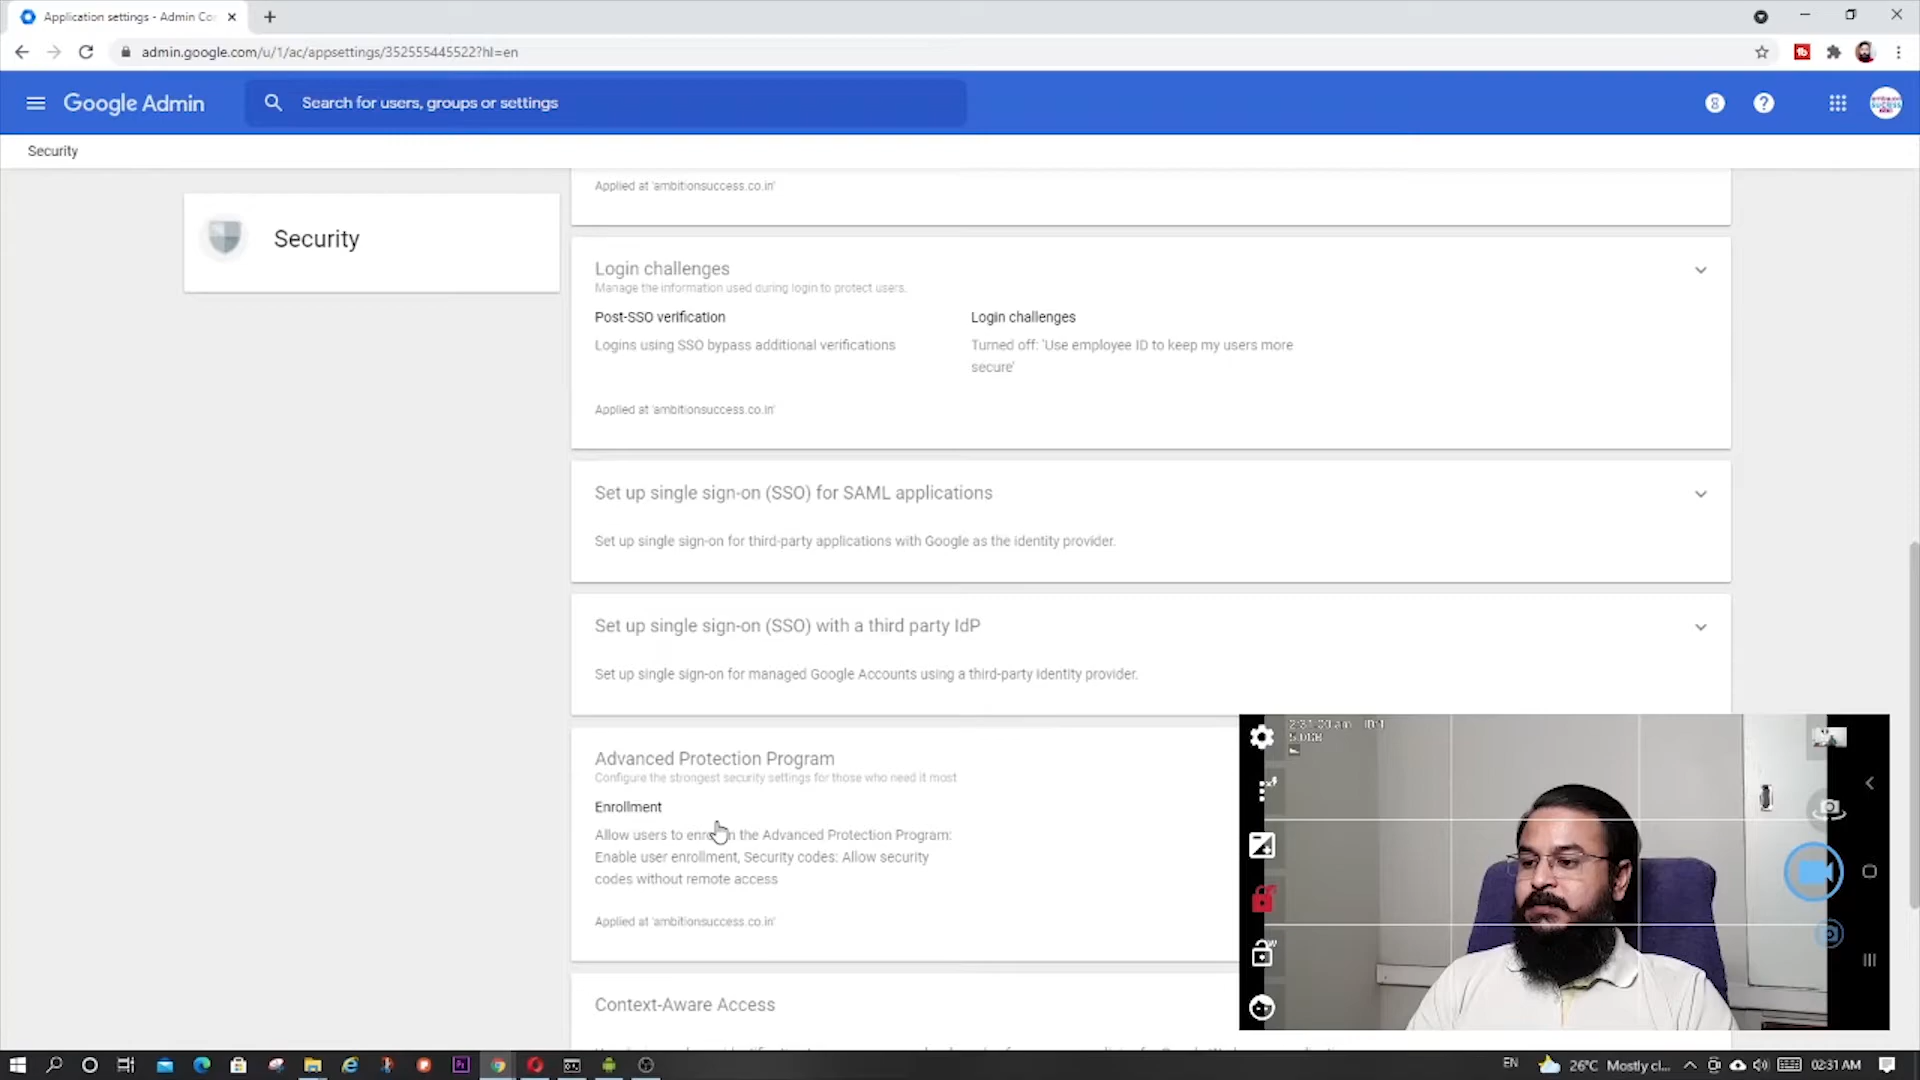 Application settings - Admin Co
admin.google.com/u/1/ac/appsettings/352555445522?hl=en
Google Admin
Search for users, groups or settings
Security
Applied at 'ambitionsuccess.co.in'
Security
Login challenges
Manage the information used during login to protect users.
Post-SSO verification
Login challenges
Logins using SSO bypass additional verifications
Turned off: 'Use employee ID to keep my users more
secure'
Applied at 'ambitionsuccess.co.in'
Set up single sign-on (SSO) for SAML applications
Set up single sign-on for third-party applications with Google as the identity provider.
Set up single sign-on (SSO) with a third party IdP
Set up single sign-on for managed Google Accounts using a third-party identity provider.
Advanced Protection Program
Configure the strongest security settings for those who need it most
Enrollment
Allow users to in the Advanced Protection Program:
Enable user enrollment, Security codes: Allow security
codes without remote access
Applied at 'ambitionsuccess.co.in'
Context-Aware Access
EN
26°C Mostly cl...
02:31 AM